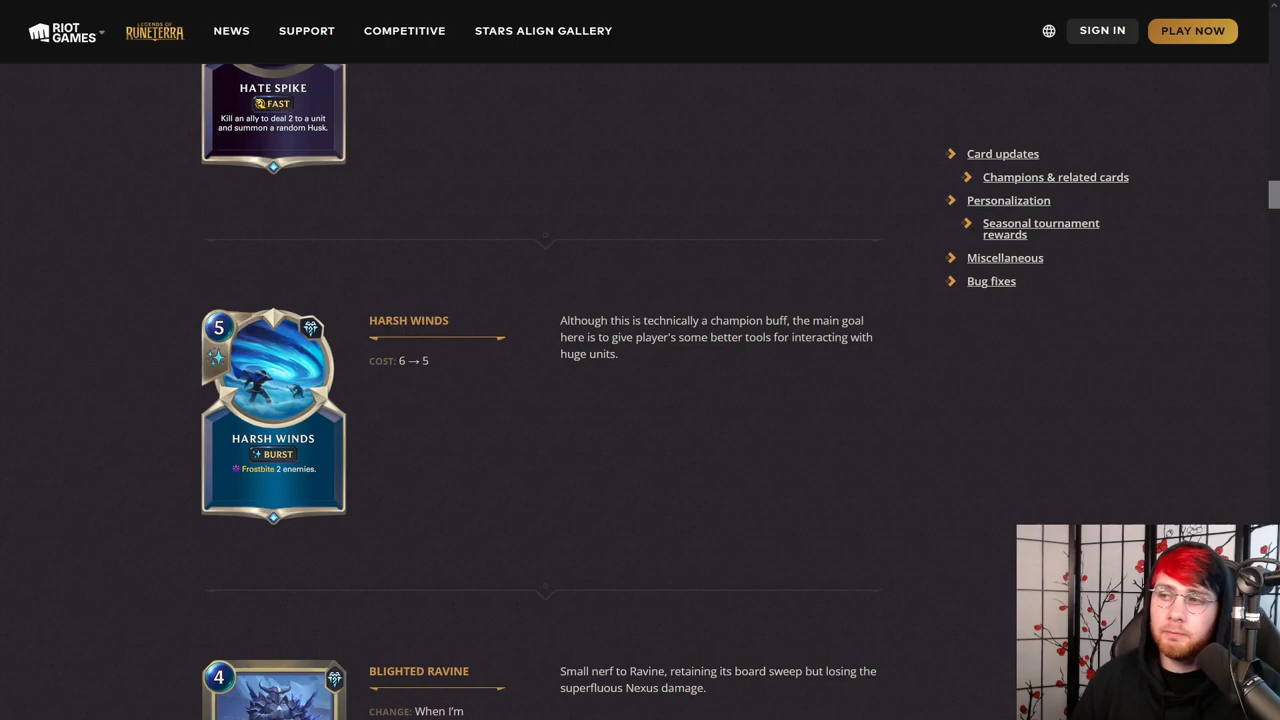 RIOT GAMES
LEGENDS OF RUNETERRA
NEWS
SUPPORT
COMPETITIVE
STARS ALIGN GALLERY
SIGN IN
PLAY NOW
HATE SPIKE
FAST
Kill an ally to deal 2 to a unit
and summon a random Husk.
Card updates
Champions & related cards
Personalization
Seasonal tournament
rewards
Miscellaneous
Bug fixes
5
HARSH WINDS
BURST
Frostbite 2 enemies.
HARSH WINDS
COST: 6 → 5
Although this is technically a champion buff, the main goal
here is to give player's some better tools for interacting with
huge units.
4
BLIGHTED RAVINE
CHANGE: When I'm
Small nerf to Ravine, retaining its board sweep but losing the
superfluous Nexus damage.